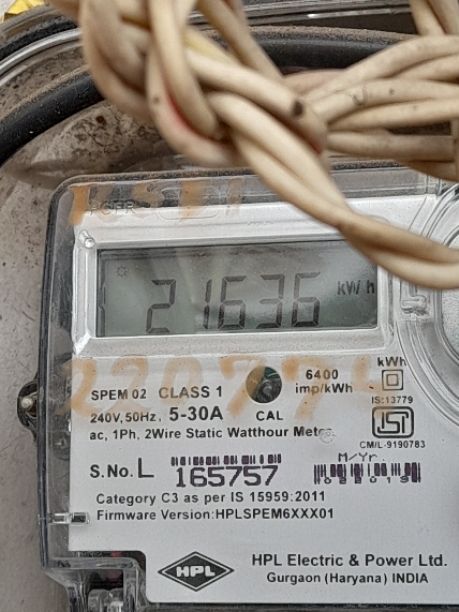 21636 kWh
kWh
6400
imp/kWh
SPEM 02 CLASS 1
IS:13779
240V, 50Hz, 5-30A CAL
ac, 1Ph, 2Wire Static Watthour Meter.
CM/L-9190783
M/Yr.
S.No. L 165757
022019
Category C3 as per IS 15959:2011
Firmware Version:HPLSPEM6XXX01
HPL
HPL Electric & Power Ltd.
Gurgaon (Haryana) INDIA